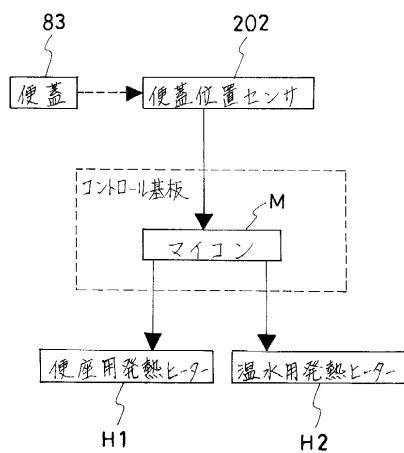 83
202
便蓋
便蓋位置センサ
コントロール基板
M
マイコン
便座用発熱ヒーター
温水用発熱ヒーター
H1
H2